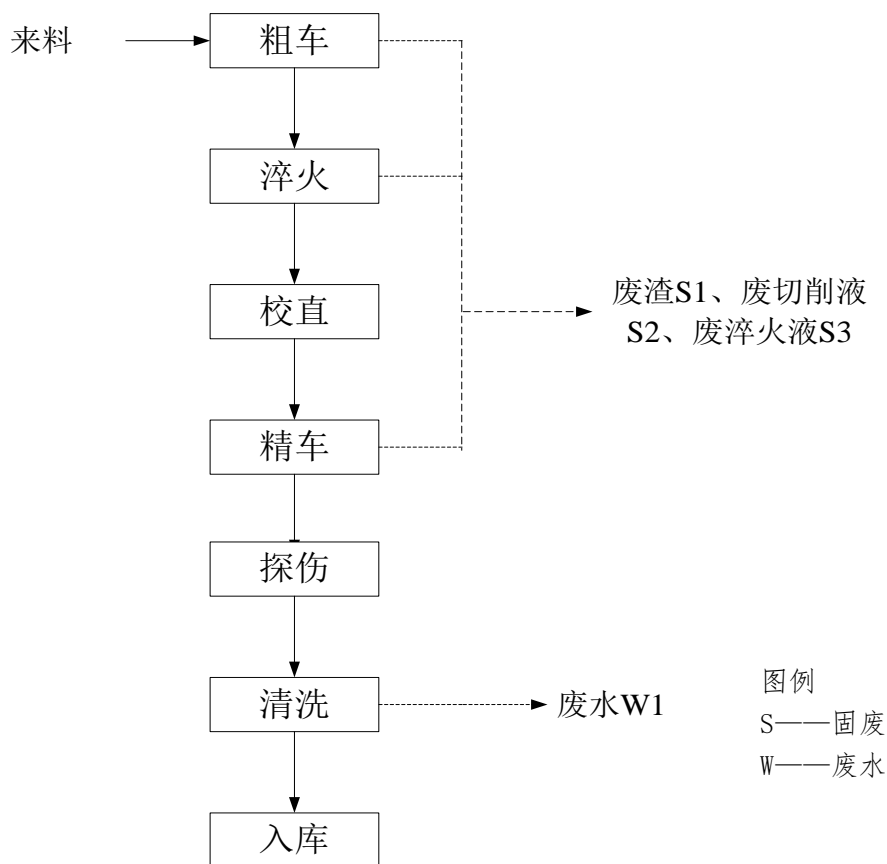 来料
粗车
淬火
校直
废渣S1、废切削液
S2、废淬火液S3
精车
探伤
清洗
废水W1
图例
S——固废
W——废水
入库